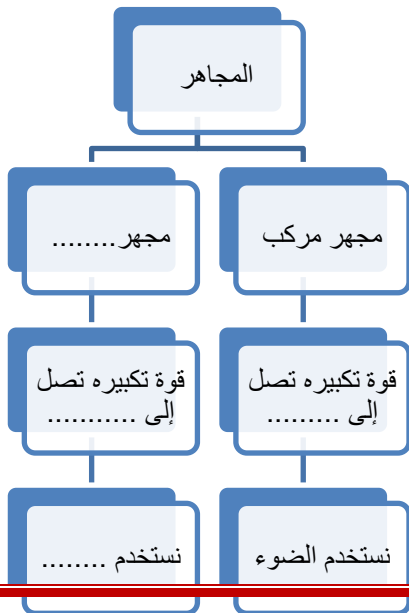 المجاهر
مجهر مركب
مجهر........
قوة تكبيره تصل
إلى .........
قوة تكبيره تصل
إلى ...........
نستخدم الضوء
نستخدم ........